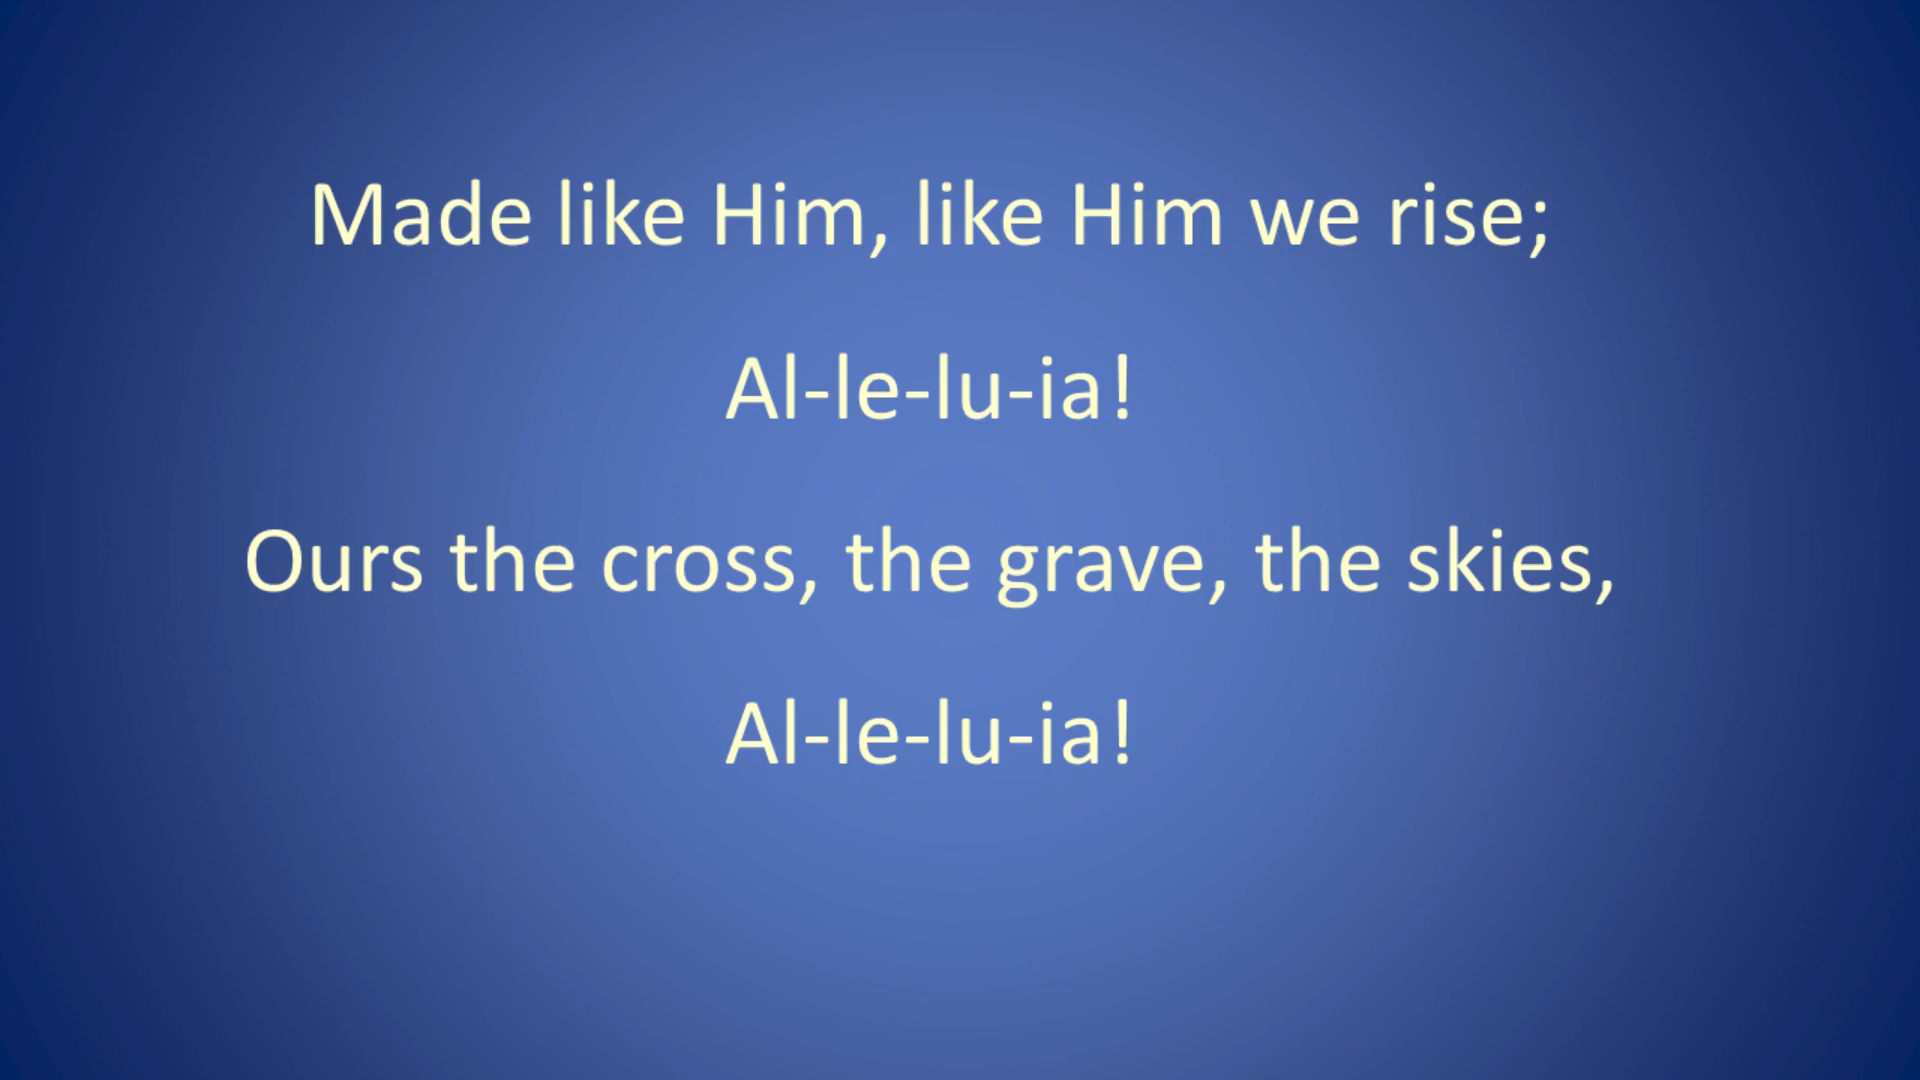 Made like Him, like Him we rise;
Al-le-lu-ia!
Ours the cross, the grave, the skies,
Al-le-lu-ia!